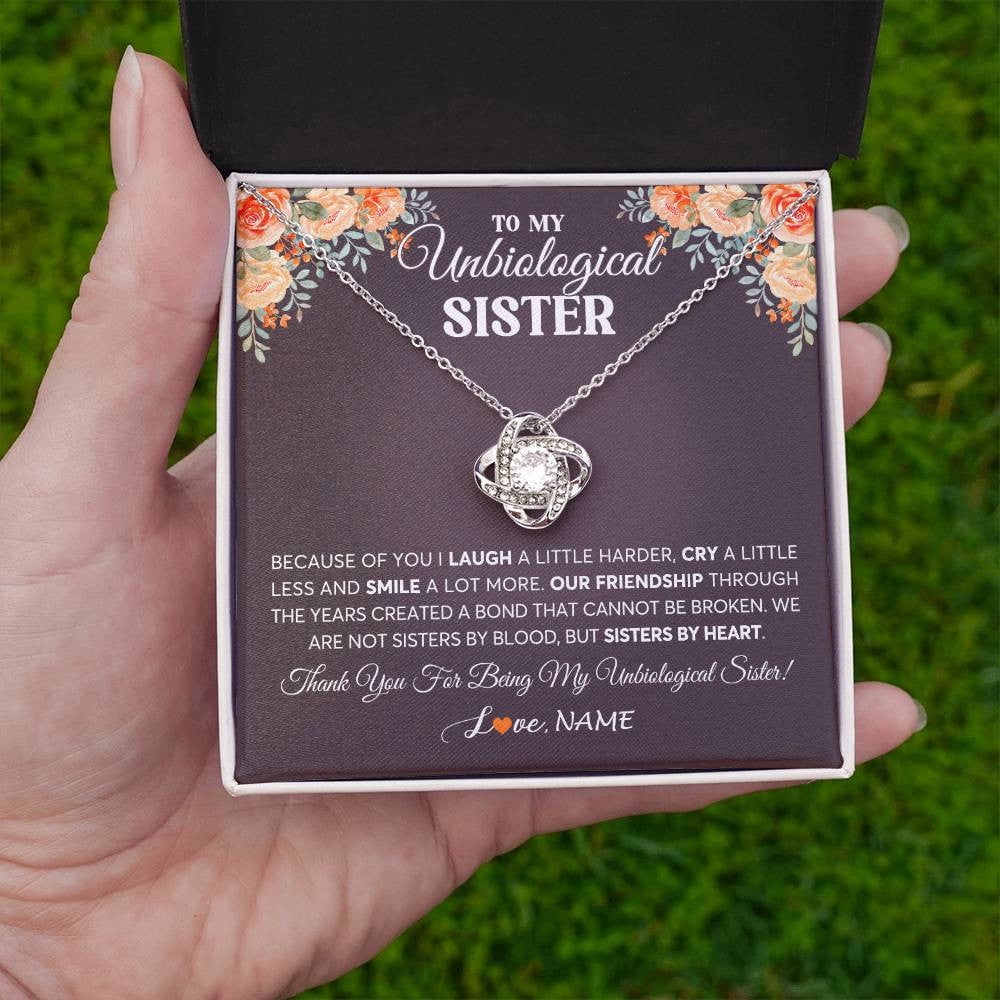 TO MY
Unbiological
SISTER
BECAUSE OF YOU I LAUGH A LITTLE HARDER, CRY A LITTLE
LESS AND SMILE A LOT MORE. OUR FRIENDSHIP THROUGH
THE YEARS CREATED A BOND THAT CANNOT BE BROKEN. WE
ARE NOT SISTERS BY BLOOD, BUT SISTERS BY HEART.
Thank You For Being My Unbiological Sister!
Love, NAME